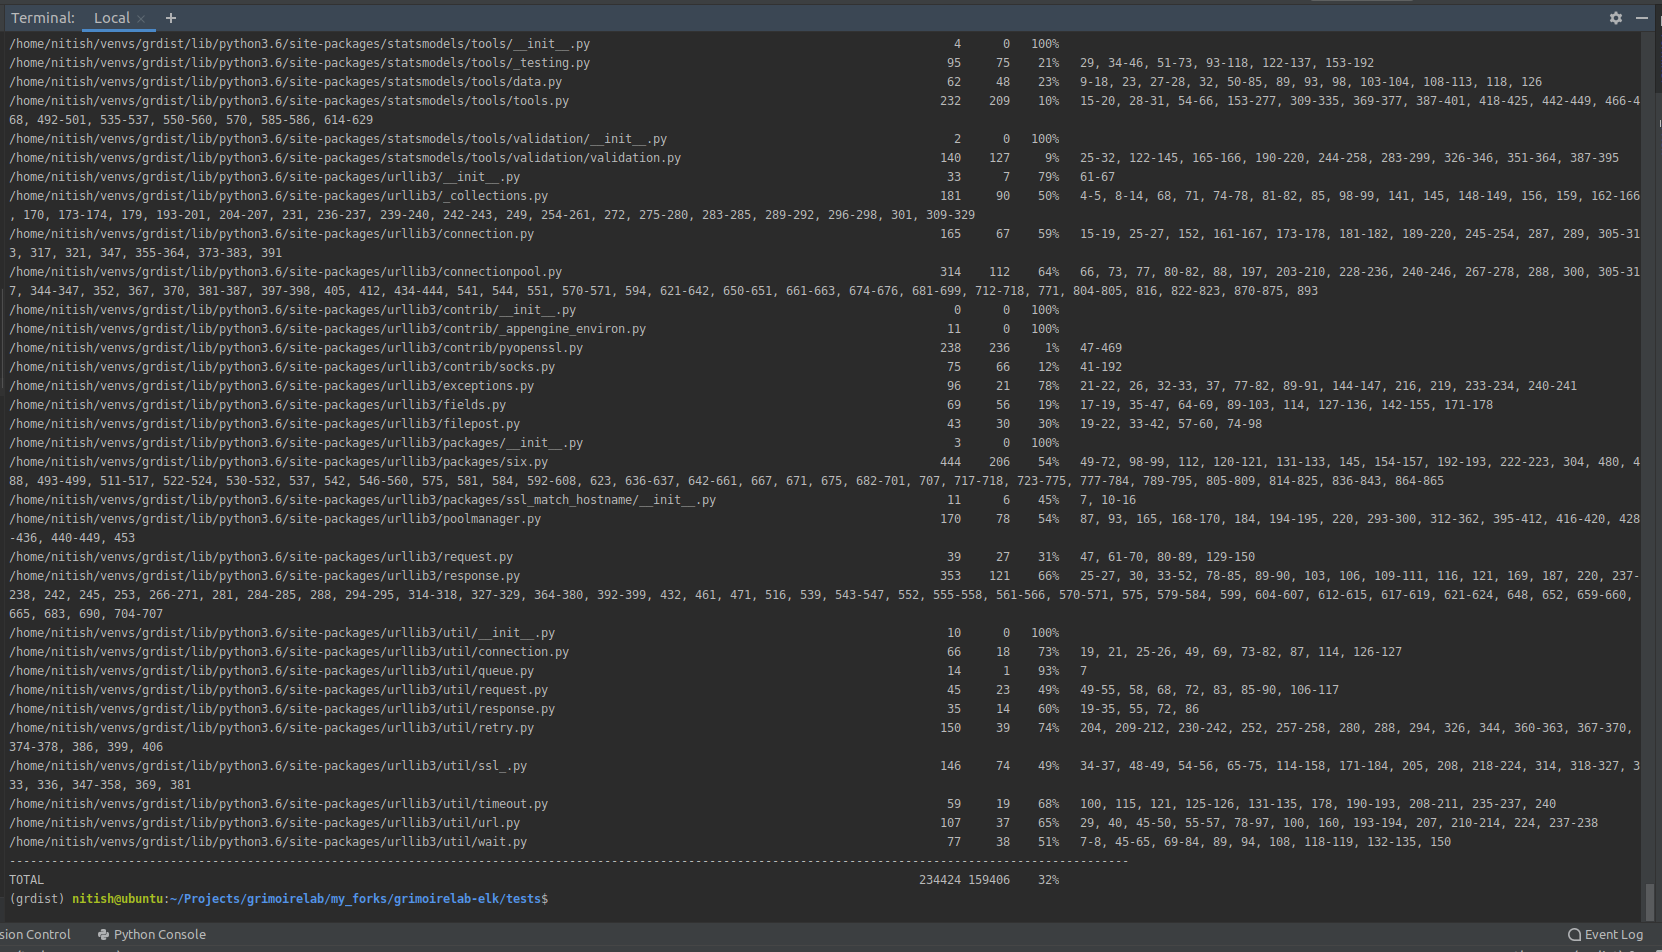 Terminal: Local × +
/home/nitish/venvs/grdist/lib/python3.6/site-packages/statsmodels/tools/__init__.py 4 0 100%
/home/nitish/venvs/grdist/lib/python3.6/site-packages/statsmodels/tools/_testing.py 95 75 21% 29, 34-46, 51-73, 93-118, 122-137, 153-192
/home/nitish/venvs/grdist/lib/python3.6/site-packages/statsmodels/tools/data.py 62 48 23% 9-18, 23, 27-28, 32, 50-85, 89, 93, 98, 103-104, 108-113, 118, 126
/home/nitish/venvs/grdist/lib/python3.6/site-packages/statsmodels/tools/tools.py 232 209 10% 15-20, 28-31, 54-66, 153-277, 309-335, 369-377, 387-401, 418-425, 442-449, 466-4
68, 492-501, 535-537, 550-560, 570, 585-586, 614-629
/home/nitish/venvs/grdist/lib/python3.6/site-packages/statsmodels/tools/validation/__init__.py 2 0 100%
/home/nitish/venvs/grdist/lib/python3.6/site-packages/statsmodels/tools/validation/validation.py 140 127 9% 25-32, 122-145, 165-166, 190-220, 244-258, 283-299, 326-346, 351-364, 387-395
/home/nitish/venvs/grdist/lib/python3.6/site-packages/urllib3/__init__.py 33 7 79% 61-67
/home/nitish/venvs/grdist/lib/python3.6/site-packages/urllib3/_collections.py 181 90 50% 4-5, 8-14, 68, 71, 74-78, 81-82, 85, 98-99, 141, 145, 148-149, 156, 159, 162-166
, 170, 173-174, 179, 193-201, 204-207, 231, 236-237, 239-240, 242-243, 249, 254-261, 272, 275-280, 283-285, 289-292, 296-298, 301, 309-329
/home/nitish/venvs/grdist/lib/python3.6/site-packages/urllib3/connection.py 165 67 59% 15-19, 25-27, 152, 161-167, 173-178, 181-182, 189-220, 245-254, 287, 289, 305-31
3, 317, 321, 347, 355-364, 373-383, 391
/home/nitish/venvs/grdist/lib/python3.6/site-packages/urllib3/connectionpool.py 314 112 64% 66, 73, 77, 80-82, 88, 197, 203-210, 228-236, 240-246, 267-278, 288, 300, 305-31
7, 344-347, 352, 367, 370, 381-387, 397-398, 405, 412, 434-444, 541, 544, 551, 570-571, 594, 621-642, 650-651, 661-663, 674-676, 681-699, 712-718, 771, 804-805, 816, 822-823, 870-875, 893
/home/nitish/venvs/grdist/lib/python3.6/site-packages/urllib3/contrib/__init__.py 0 0 100%
/home/nitish/venvs/grdist/lib/python3.6/site-packages/urllib3/contrib/_appengine_environ.py 11 0 100%
/home/nitish/venvs/grdist/lib/python3.6/site-packages/urllib3/contrib/pyopenssl.py 238 236 1% 47-469
/home/nitish/venvs/grdist/lib/python3.6/site-packages/urllib3/contrib/socks.py 75 66 12% 41-192
/home/nitish/venvs/grdist/lib/python3.6/site-packages/urllib3/exceptions.py 96 21 78% 21-22, 26, 32-33, 37, 77-82, 89-91, 144-147, 216, 219, 233-234, 240-241
/home/nitish/venvs/grdist/lib/python3.6/site-packages/urllib3/fields.py 69 56 19% 17-19, 35-47, 64-69, 89-103, 114, 127-136, 142-155, 171-178
/home/nitish/venvs/grdist/lib/python3.6/site-packages/urllib3/filepost.py 43 30 30% 19-22, 33-42, 57-60, 74-98
/home/nitish/venvs/grdist/lib/python3.6/site-packages/urllib3/packages/__init__.py 3 0 100%
/home/nitish/venvs/grdist/lib/python3.6/site-packages/urllib3/packages/six.py 444 206 54% 49-72, 98-99, 112, 120-121, 131-133, 145, 154-157, 192-193, 222-223, 304, 480, 4
88, 493-499, 511-517, 522-524, 530-532, 537, 542, 546-560, 575, 581, 584, 592-608, 623, 636-637, 642-661, 667, 671, 675, 682-701, 707, 717-718, 723-775, 777-784, 789-795, 805-809, 814-825, 836-843, 864-865
/home/nitish/venvs/grdist/lib/python3.6/site-packages/urllib3/packages/ssl_match_hostname/__init__.py 11 6 45% 7, 10-16
/home/nitish/venvs/grdist/lib/python3.6/site-packages/urllib3/poolmanager.py 170 78 54% 87, 93, 165, 168-170, 184, 194-195, 220, 293-300, 312-362, 395-412, 416-420, 428
-436, 440-449, 453
/home/nitish/venvs/grdist/lib/python3.6/site-packages/urllib3/request.py 39 27 31% 47, 61-70, 80-89, 129-150
/home/nitish/venvs/grdist/lib/python3.6/site-packages/urllib3/response.py 353 121 66% 25-27, 30, 33-52, 78-85, 89-90, 103, 106, 109-111, 116, 121, 169, 187, 220, 237-
238, 242, 245, 253, 266-271, 281, 284-285, 288, 294-295, 314-318, 327-329, 364-380, 392-399, 432, 461, 471, 516, 539, 543-547, 552, 555-558, 561-566, 570-571, 575, 579-584, 599, 604-607, 612-615, 617-619, 621-624, 648, 652, 659-660,
665, 683, 690, 704-707
/home/nitish/venvs/grdist/lib/python3.6/site-packages/urllib3/util/__init__.py 10 0 100%
/home/nitish/venvs/grdist/lib/python3.6/site-packages/urllib3/util/connection.py 66 18 73% 19, 21, 25-26, 49, 69, 73-82, 87, 114, 126-127
/home/nitish/venvs/grdist/lib/python3.6/site-packages/urllib3/util/queue.py 14 1 93% 7
/home/nitish/venvs/grdist/lib/python3.6/site-packages/urllib3/util/request.py 45 23 49% 49-55, 58, 68, 72, 83, 85-90, 106-117
/home/nitish/venvs/grdist/lib/python3.6/site-packages/urllib3/util/response.py 35 14 60% 19-35, 55, 72, 86
/home/nitish/venvs/grdist/lib/python3.6/site-packages/urllib3/util/retry.py 150 39 74% 204, 209-212, 230-242, 252, 257-258, 280, 288, 294, 326, 344, 360-363, 367-370,
374-378, 386, 399, 406
/home/nitish/venvs/grdist/lib/python3.6/site-packages/urllib3/util/ssl_.py 146 74 49% 34-37, 48-49, 54-56, 65-75, 114-158, 171-184, 205, 208, 218-224, 314, 318-327, 3
33, 336, 347-358, 369, 381
/home/nitish/venvs/grdist/lib/python3.6/site-packages/urllib3/util/timeout.py 59 19 68% 100, 115, 121, 125-126, 131-135, 178, 190-193, 208-211, 235-237, 240
/home/nitish/venvs/grdist/lib/python3.6/site-packages/urllib3/util/url.py 107 37 65% 29, 40, 45-50, 55-57, 78-97, 100, 160, 193-194, 207, 210-214, 224, 237-238
/home/nitish/venvs/grdist/lib/python3.6/site-packages/urllib3/util/wait.py 77 38 51% 7-8, 45-65, 69-84, 89, 94, 108, 118-119, 132-135, 150
----------------------------------------------------------------------------------------------------------------------------------------------------------------
TOTAL 234424 159406 32%
(grdist) nitish@ubuntu:~/Projects/grimoirelab/my_forks/grimoirelab-elk/tests$
sion Control Python Console Event Log